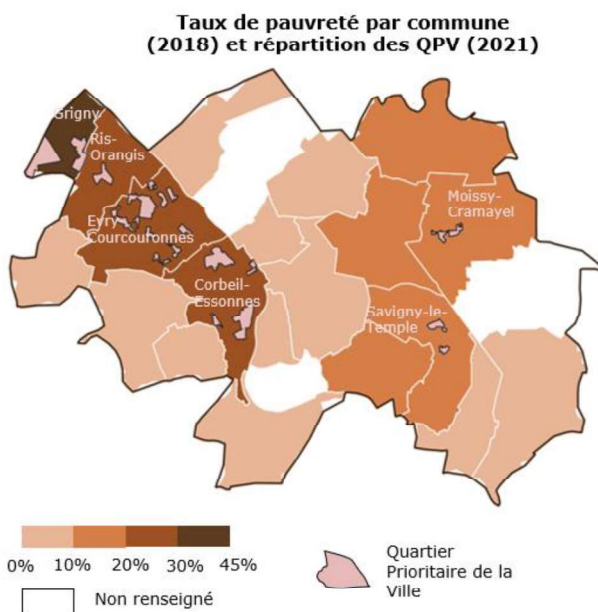 Taux de pauvreté par commune
(2018) et répartition des QPV (2021)
Grigny
Ris-
Orangis
Moissy-
Cramayel
Evry-
Courcouronnes
Corbeil-
Essonnes
Savigny-le-
Temple
0% 10% 20% 30% 45%
Non renseigné
Quartier
Prioritaire de la
Ville